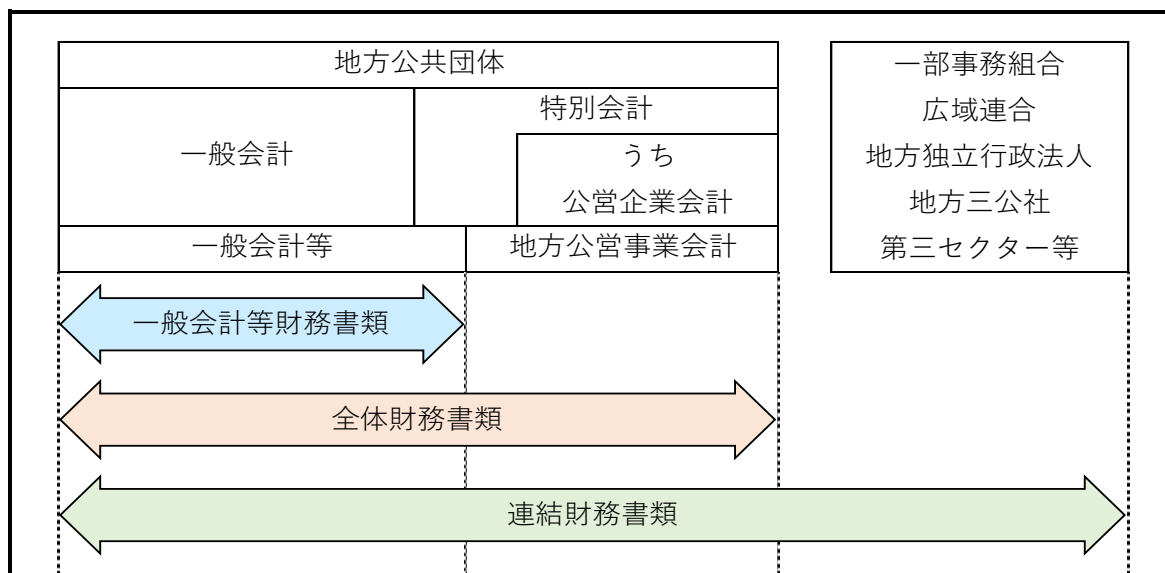 地方公共団体
一般会計
特別会計
うち
公営企業会計
一般会計等
地方公営事業会計
一部事務組合
広域連合
地方独立行政法人
地方三公社
第三セクター等
一般会計等財務書類
全体財務書類
連結財務書類